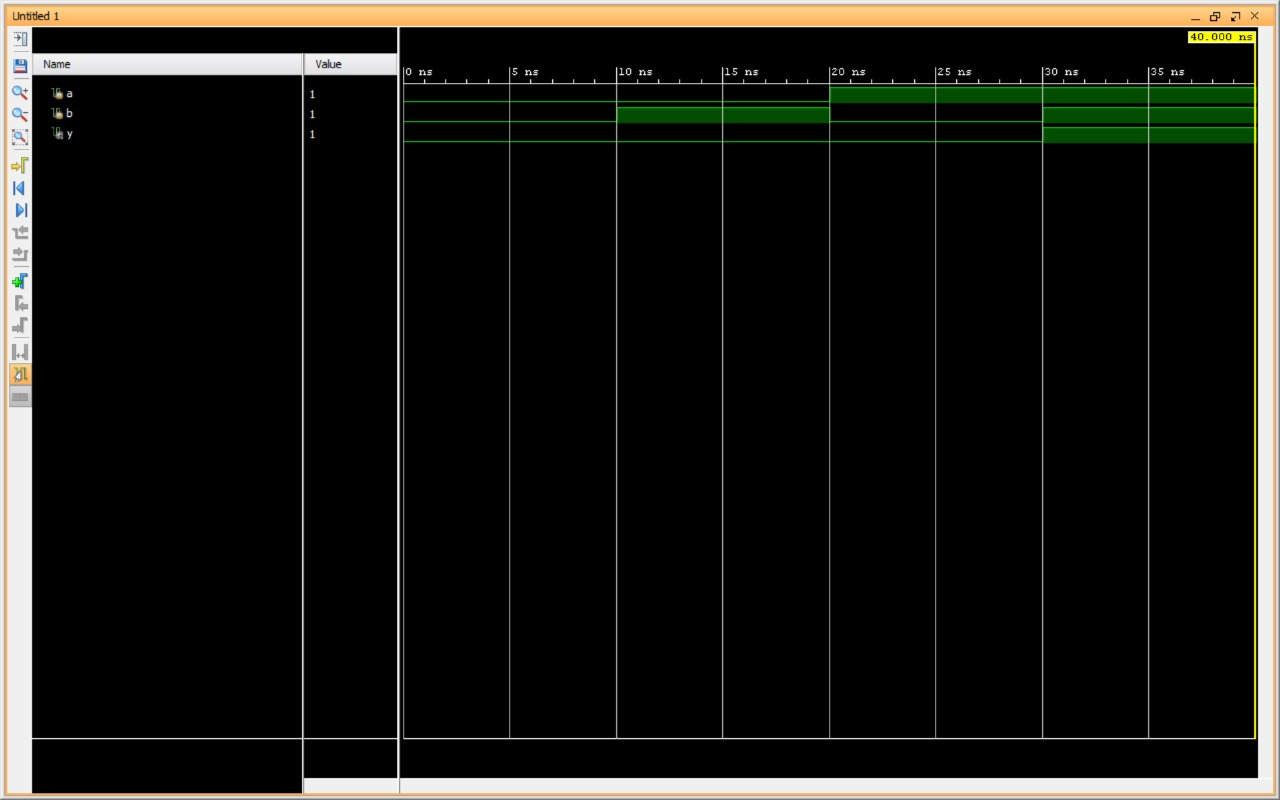 Untitled 1
40.000 ns
Name Value
0 ns 5 ns 10 ns 15 ns 20 ns 25 ns 30 ns 35 ns
a 1
b 1
y 1